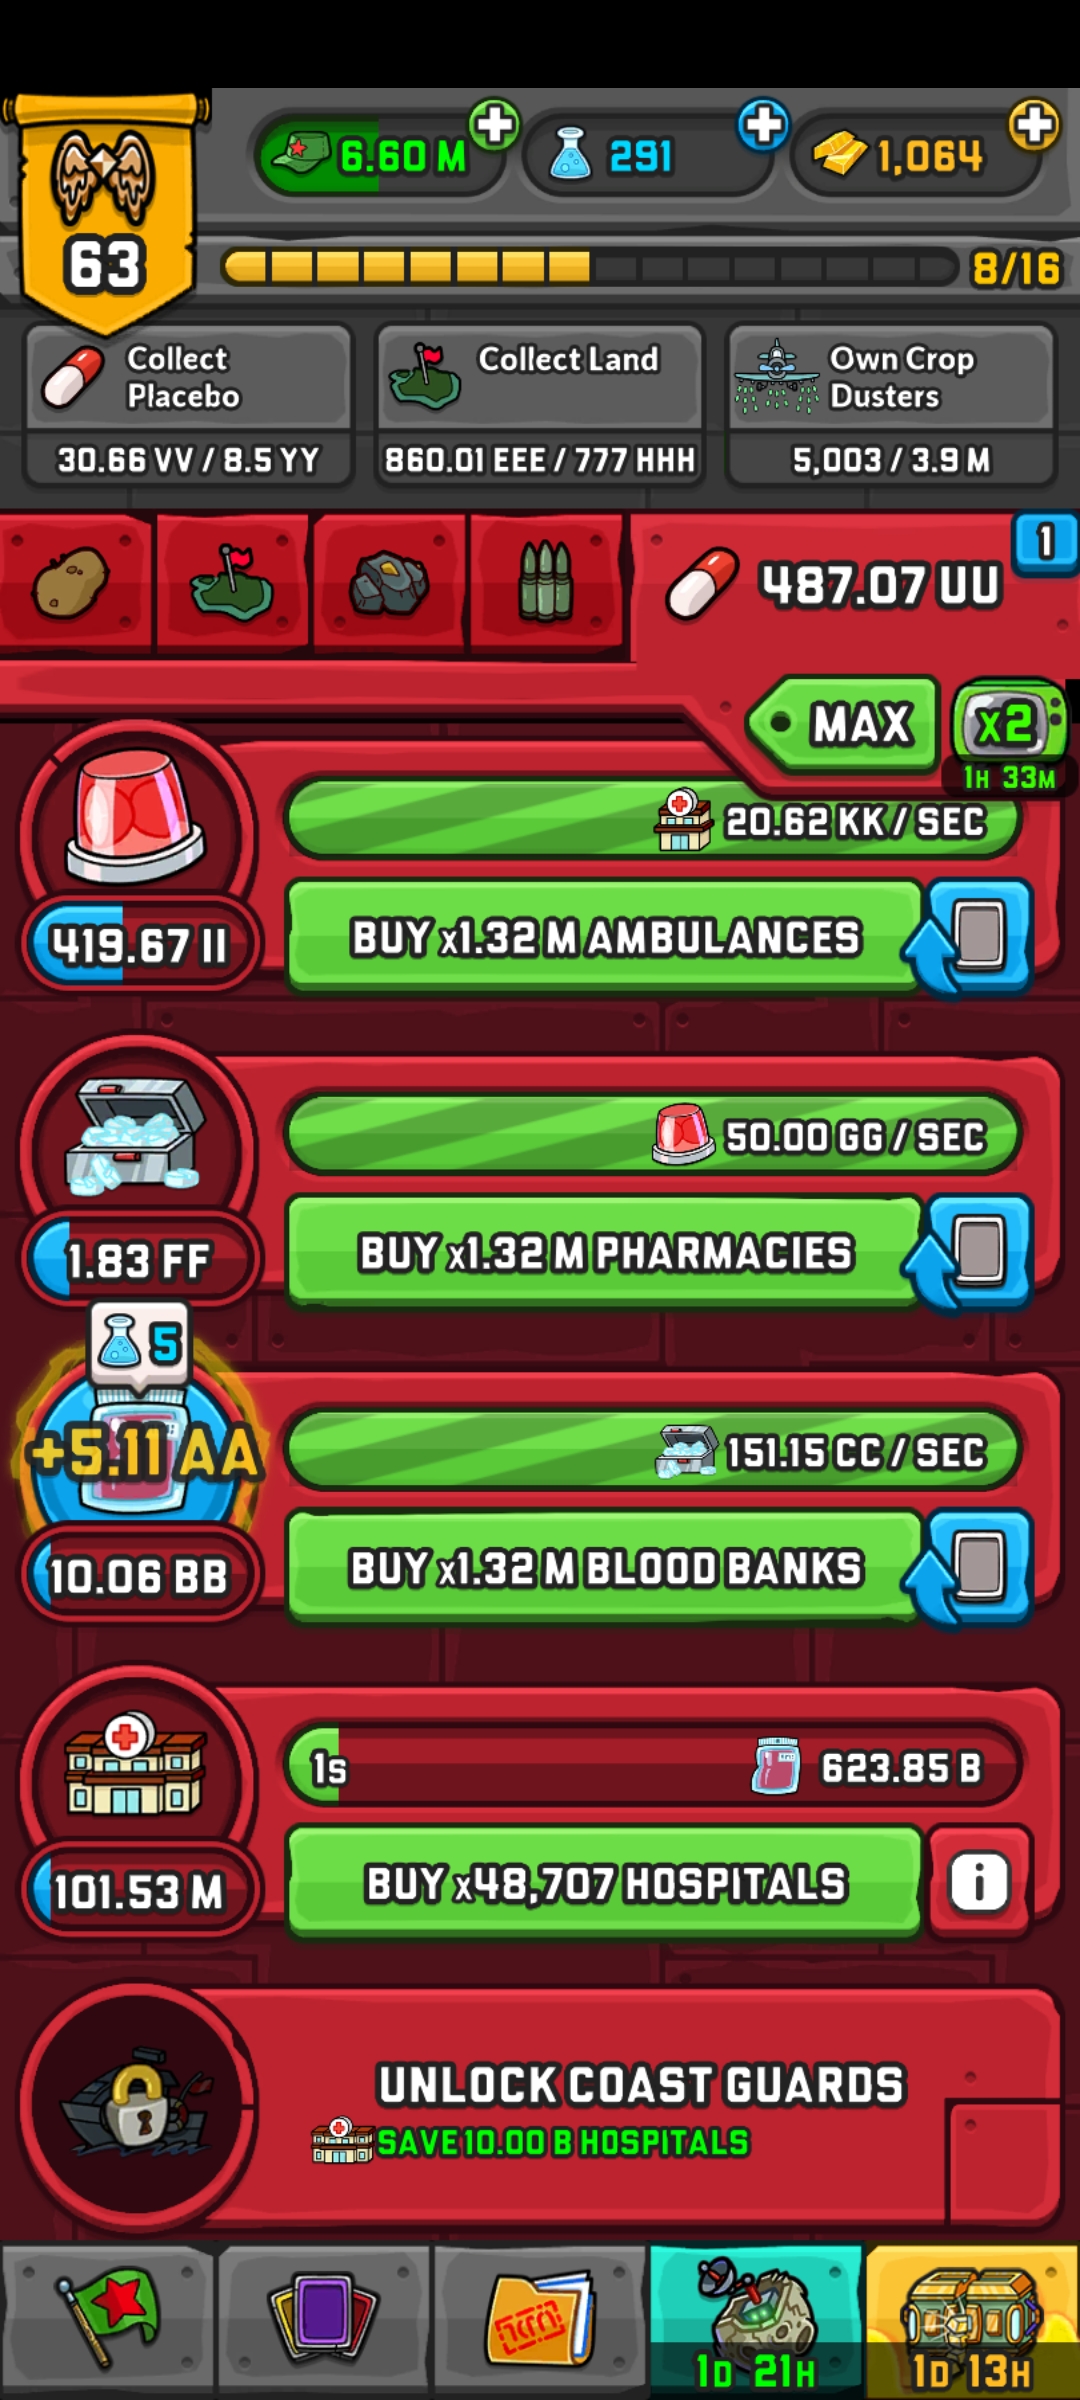 6.60 M
291
1,064
63
8/16
Collect
Placebo
30.66 VV / 8.5 YY
Collect Land
860.01 EEE / 777 HHH
Own Crop
Dusters
5,003 / 3.9 M
487.07 UU
1
MAX
x2
1H 33M
20.62 KK / SEC
419.67 II
BUY x1.32 M AMBULANCES
50.00 GG / SEC
1.83 FF
BUY x1.32 M PHARMACIES
5
+5.11 AA
151.15 CC / SEC
10.06 BB
BUY x1.32 M BLOOD BANKS
1s
623.85 B
101.53 M
BUY x48,707 HOSPITALS
i
UNLOCK COAST GUARDS
SAVE 10.00 B HOSPITALS
1D 21H
1D 13H